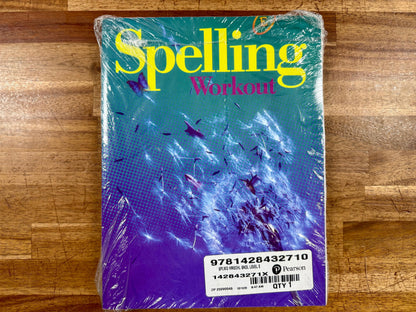 Spelling
Workout
9781428432710
142843271X
Pearson
QTY 1